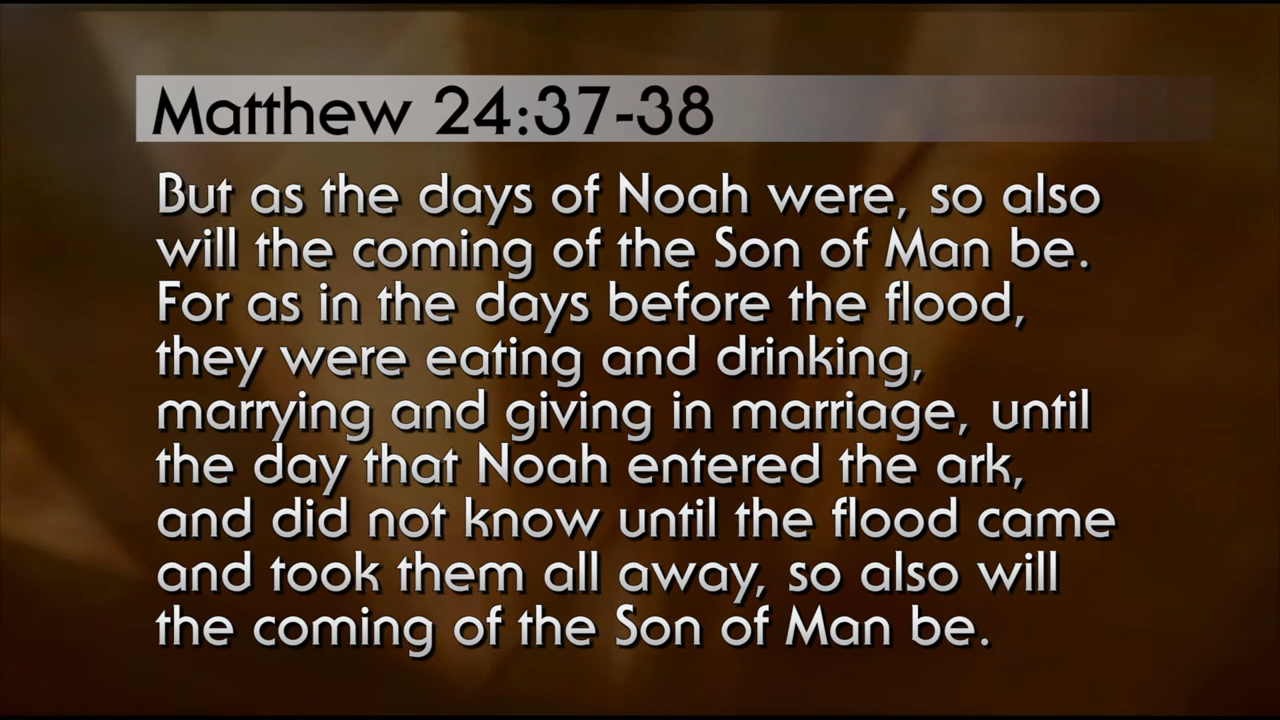 Matthew 24:37-38
But as the days of Noah were, so also
will the coming of the Son of Man be.
For as in the days before the flood,
they were eating and drinking,
marrying and giving in marriage, until
the day that Noah entered the ark,
and did not know until the flood came
and took them all away, so also will
the coming of the Son of Man be.